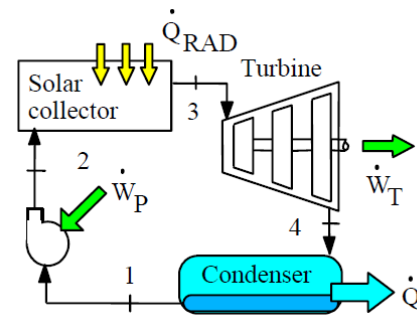 Q̇RAD
Solar
collector
Turbine
3
2
ẆP
ẆT
4
1
Condenser
Q̇